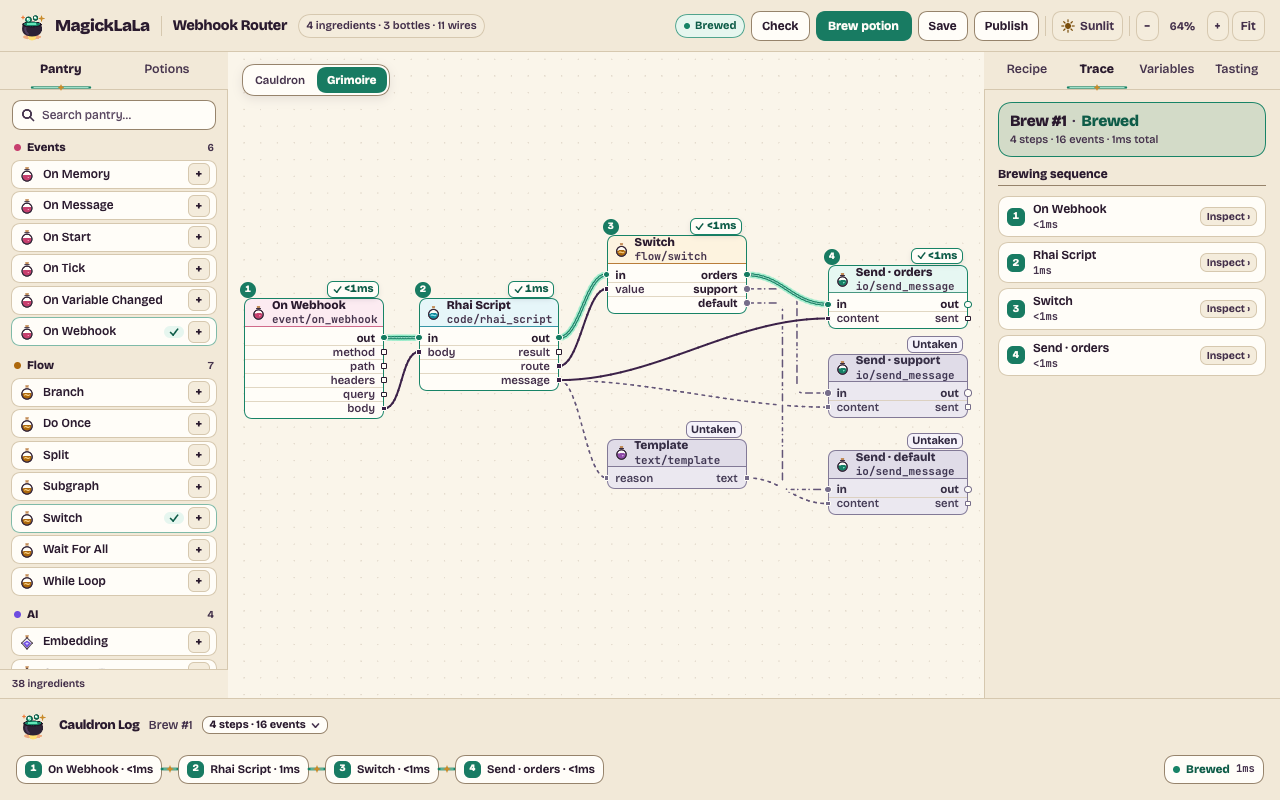 MagickLaLa
Webhook Router
4 ingredients · 3 bottles · 11 wires
Brewed
Check
Brew potion
Save
Publish
Sunlit
−
64%
+
Fit
Pantry
Potions
Search pantry...
Events 6
On Memory +
On Message +
On Start +
On Tick +
On Variable Changed +
On Webhook +
Flow 7
Branch +
Do Once +
Split +
Subgraph +
Switch +
Wait For All +
While Loop +
AI 4
Embedding +
38 ingredients
Cauldron
Grimoire
1 <1ms
On Webhook
event/on_webhook
out
method
path
headers
query
body
2 1ms
Rhai Script
code/rhai_script
in out
body result
route
message
3 <1ms
Switch
flow/switch
in orders
value support
default
Untaken
Template
text/template
reason text
4 <1ms
Send · orders
io/send_message
in out
content sent
Untaken
Send · support
io/send_message
in out
content sent
Untaken
Send · default
io/send_message
in out
content sent
Recipe
Trace
Variables
Tasting
Brew #1 · Brewed
4 steps · 16 events · 1ms total
Brewing sequence
1 On Webhook
<1ms
Inspect ›
2 Rhai Script
1ms
Inspect ›
3 Switch
<1ms
Inspect ›
4 Send · orders
<1ms
Inspect ›
Cauldron Log
Brew #1
4 steps · 16 events
1 On Webhook · <1ms
2 Rhai Script · 1ms
3 Switch · <1ms
4 Send · orders · <1ms
Brewed 1ms